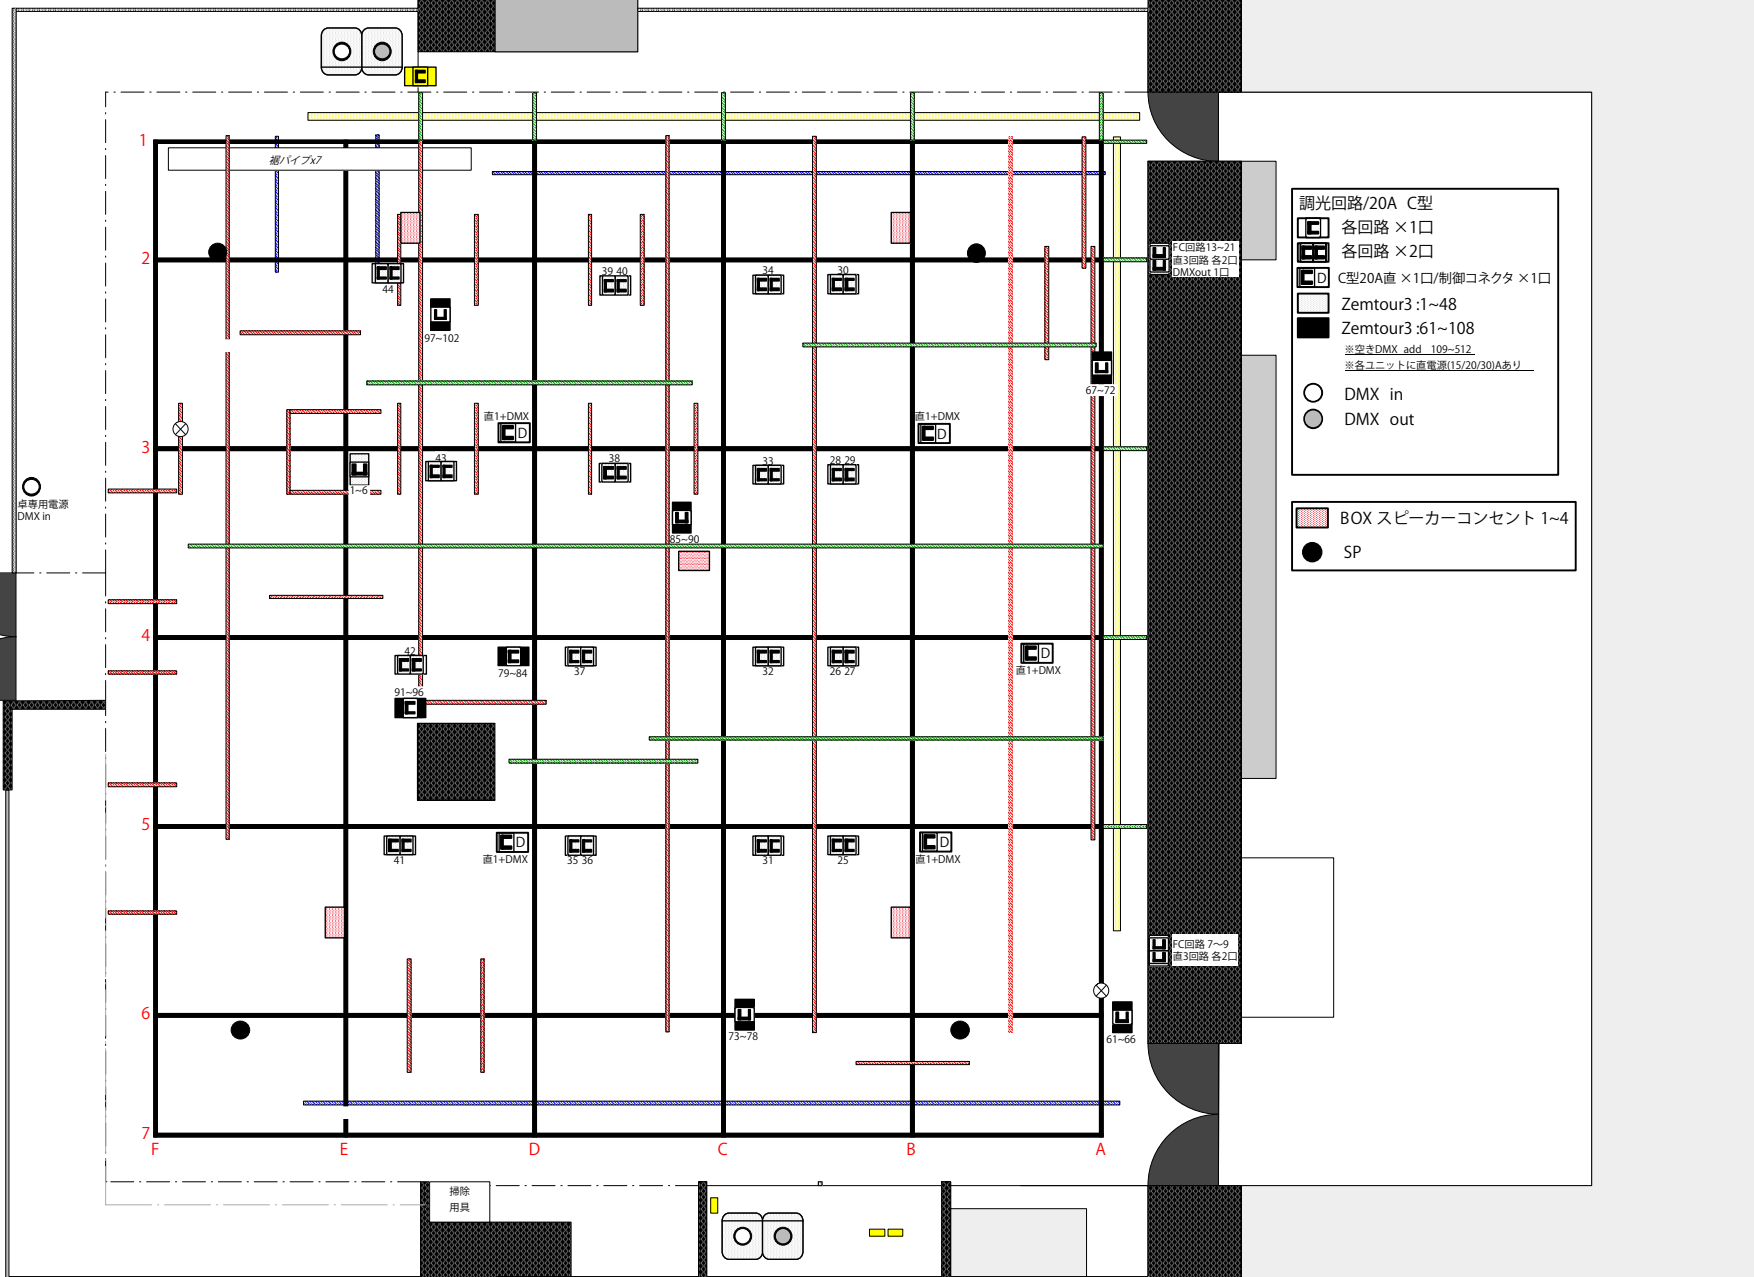 1
裾パイプx7
2
44
39 40
34
30
FC回路13~21
直3回路 各2口
DMXout 1口
97~102
67~72
直1+DMX
D
直1+DMX
D
3
43
38
33
28 29
1~6
卓専用電源
DMX in
85~90
4
42
79~84
37
32
26 27
D
直1+DMX
91~96
5
41
D
直1+DMX
35 36
31
25
D
直1+DMX
FC回路 7～9
直3回路 各2口
6
73~78
61~66
7
F
E
D
C
B
A
掃除
用具
調光回路/20A C型
各回路 ×1口
各回路 ×2口
D
C型20A直 ×1口/制御コネクタ ×1口
Zemtour3 :1~48
Zemtour3 :61~108
※空きDMX add 109~512
※各ユニットに直電源(15/20/30)Aあり
DMX in
DMX out
BOX スピーカーコンセント 1~4
SP